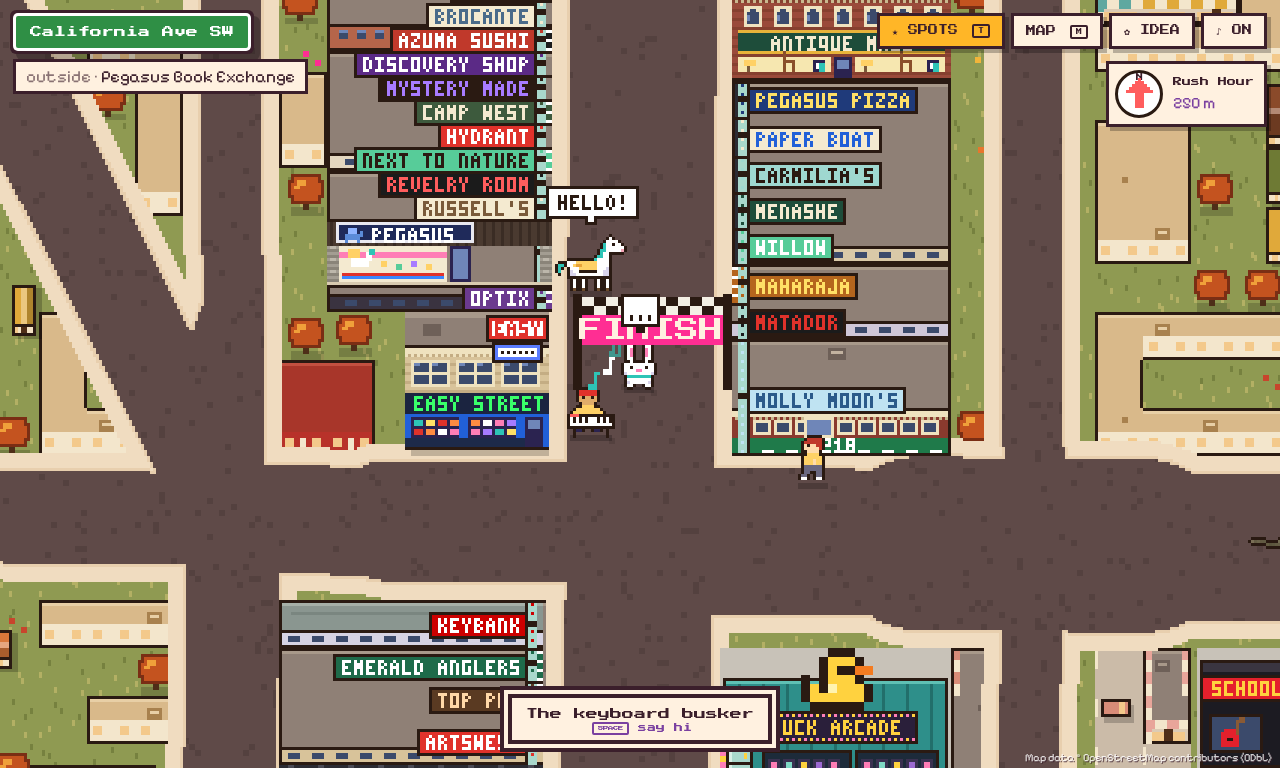 California Ave SW
outside · Pegasus Book Exchange
★ SPOTS T
MAP M
✿ IDEA
♪ ON
N
Rush Hour
290 m
BROCANTE
AZUMA SUSHI
DISCOVERY SHOP
MYSTERY MADE
CAMP WEST
HYDRANT
NEXT TO NATURE
REVELRY ROOM
RUSSELL'S
PEGASUS
OPTIX
EASY STREET
HELLO!
...
FINISH
PEGASUS PIZZA
PAPER BOAT
CARMILIA'S
MENASHE
WILLOW
MAHARAJA
MATADOR
MOLLY MOON'S
KEYBANK
EMERALD ANGLERS
TOP
SCHOOL
ARCADE
The keyboard busker
SPACE say hi
Map data © OpenStreetMap contributors (ODbL)